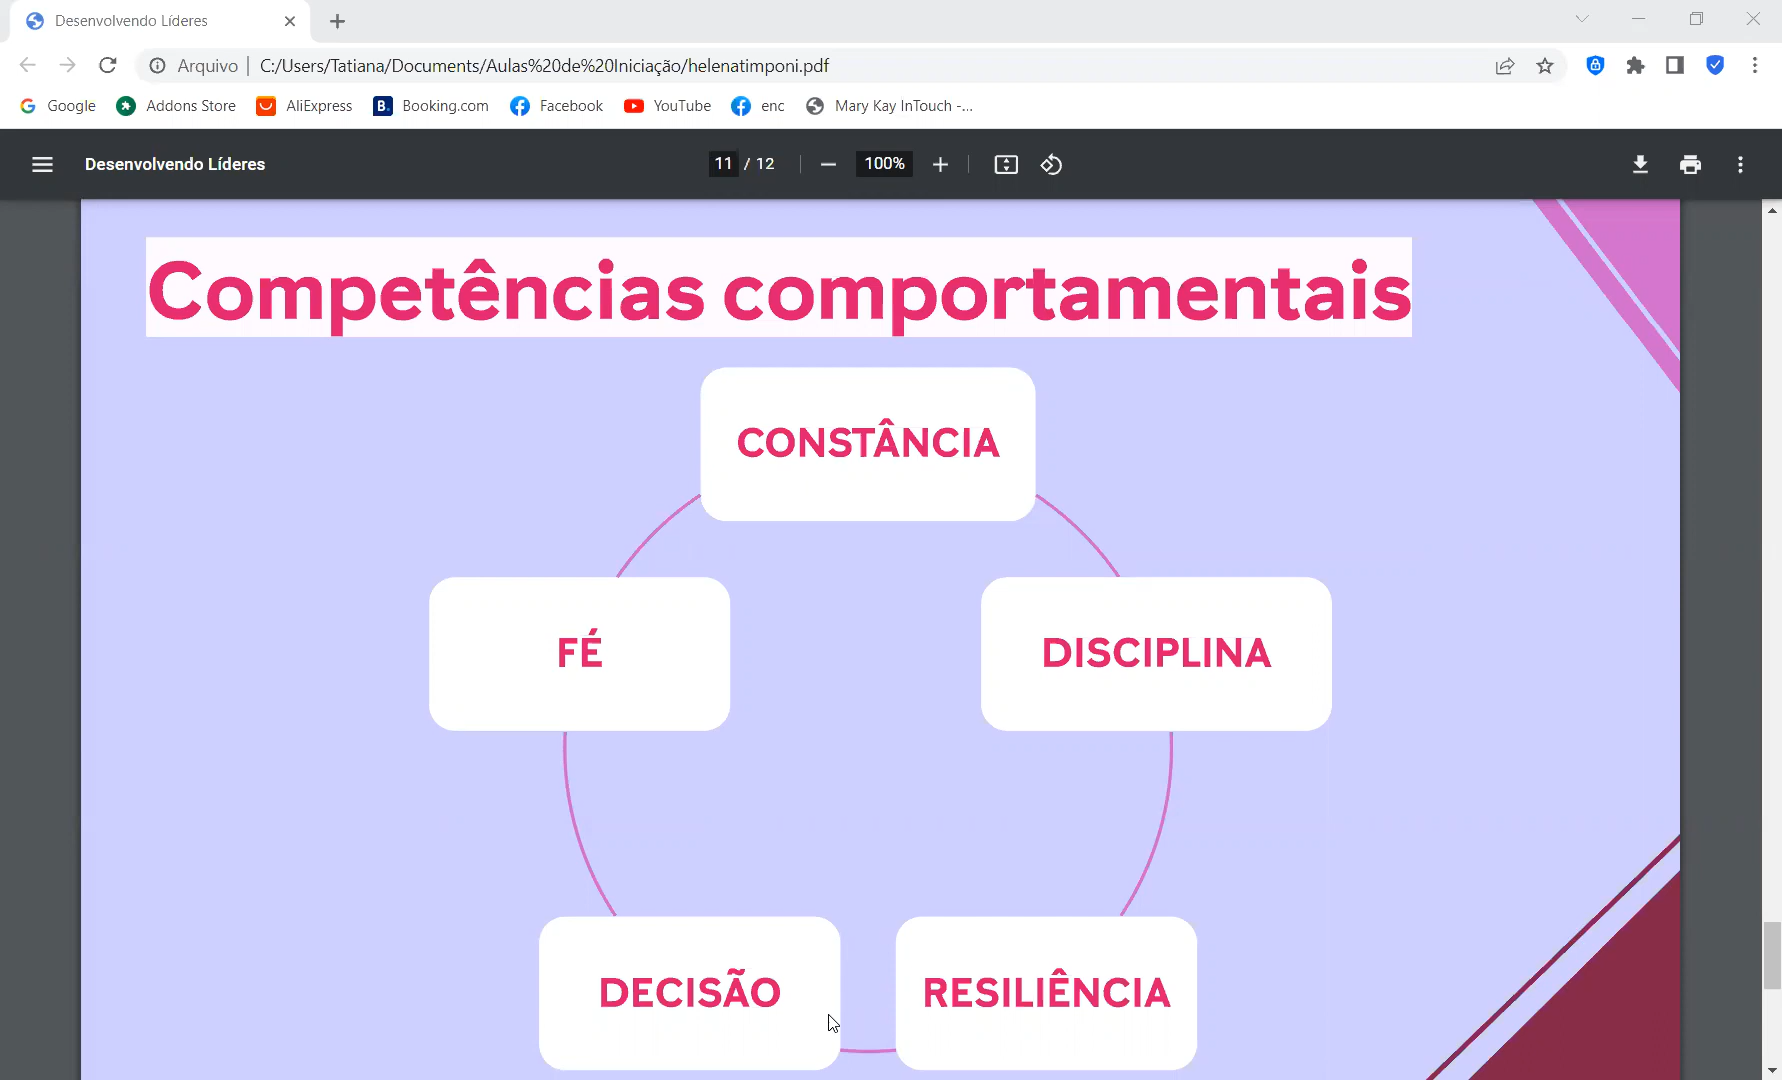 Desenvolvendo Líderes
Arquivo | C:/Users/Tatiana/Documents/Aulas%20de%20Iniciação/helenatimponi.pdf
Google Addons Store AliExpress B. Booking.com Facebook YouTube enc Mary Kay InTouch -...
Desenvolvendo Líderes 11 / 12 100%
Competências comportamentais
CONSTÂNCIA
FÉ DISCIPLINA
DECISÃO RESILIÊNCIA